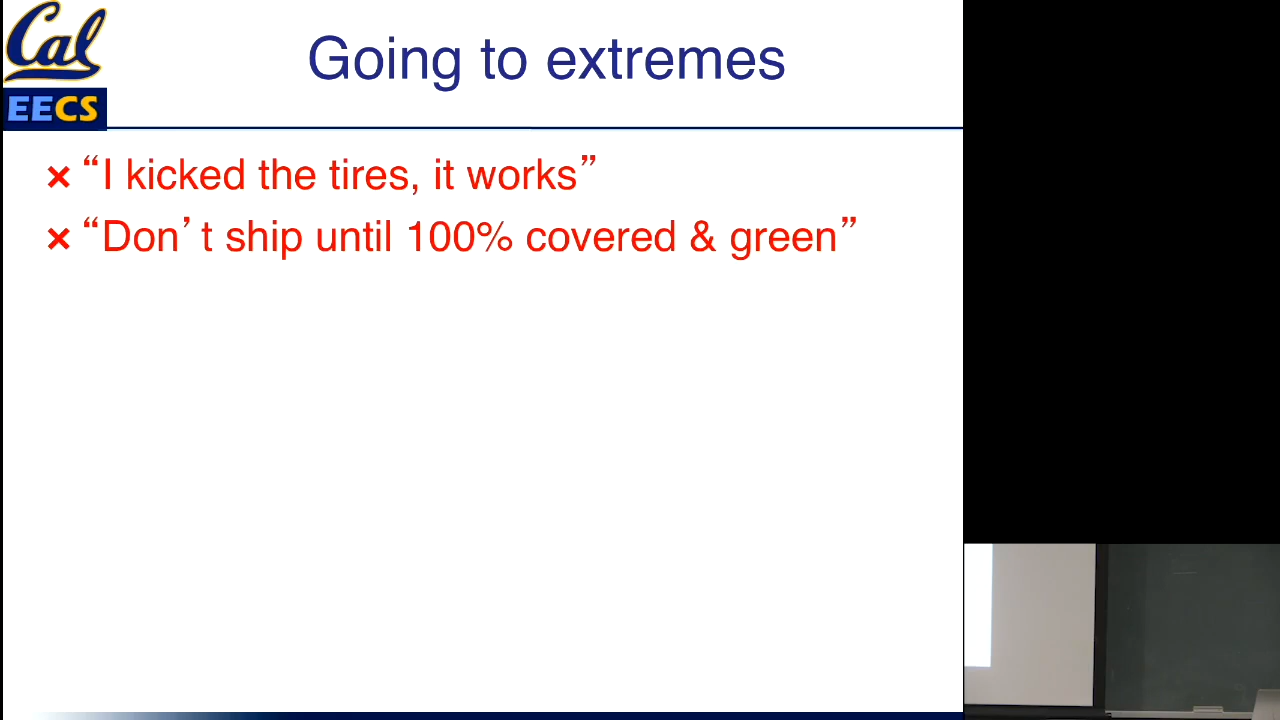 Cal
EECS
Going to extremes
× “I kicked the tires, it works”
× “Don’t ship until 100% covered & green”